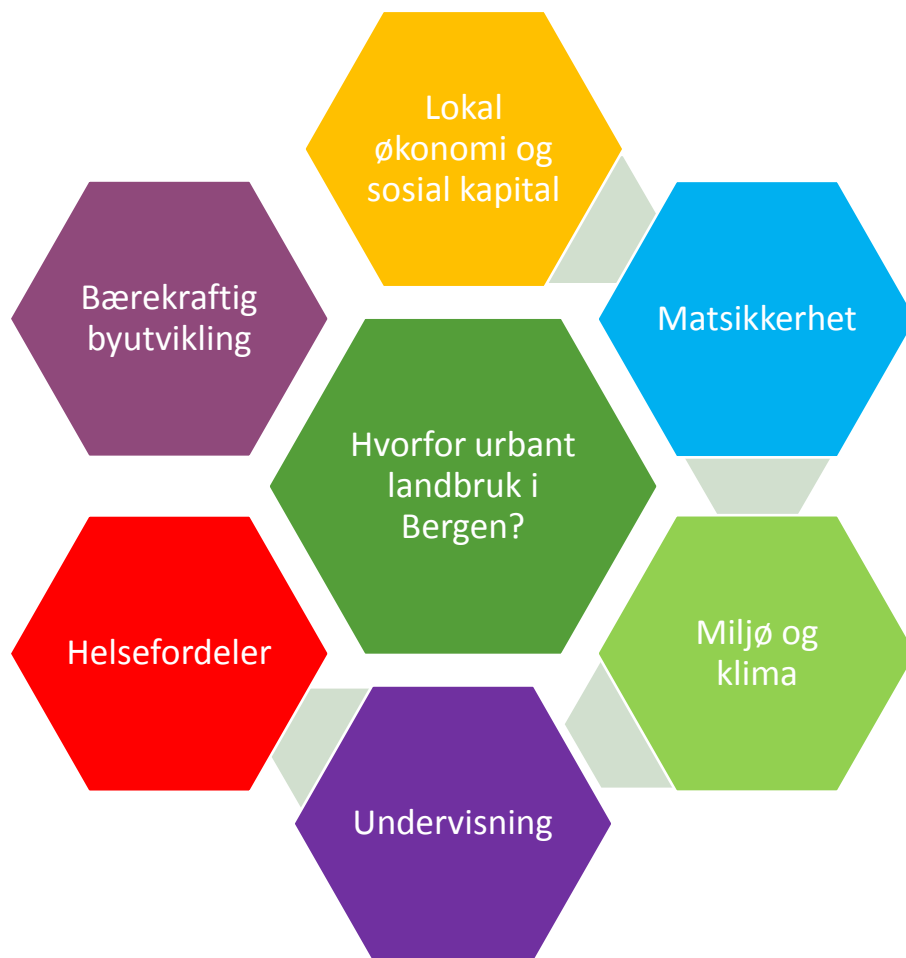 Lokal
økonomi og
sosial kapital
Bærekraftig
byutvikling
Matsikkerhet
Hvorfor urbant
landbruk i
Bergen?
Helsefordeler
Miljø og
klima
Undervisning